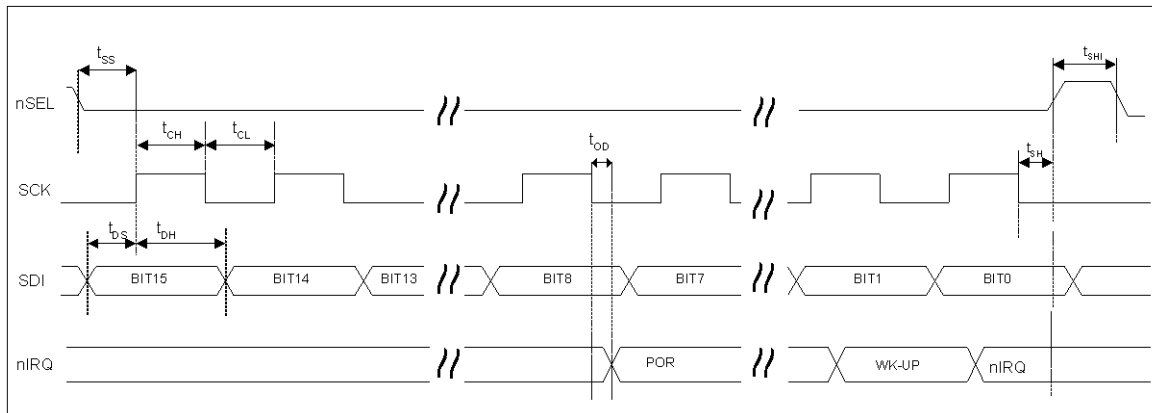 tSS
tSHI
nSEL
tCH
tCL
tOD
tSH
SCK
tDS
tDH
SDI
BIT15
BIT14
BIT13
BIT8
BIT7
BIT1
BIT0
nIRQ
POR
WK-UP
nIRQ